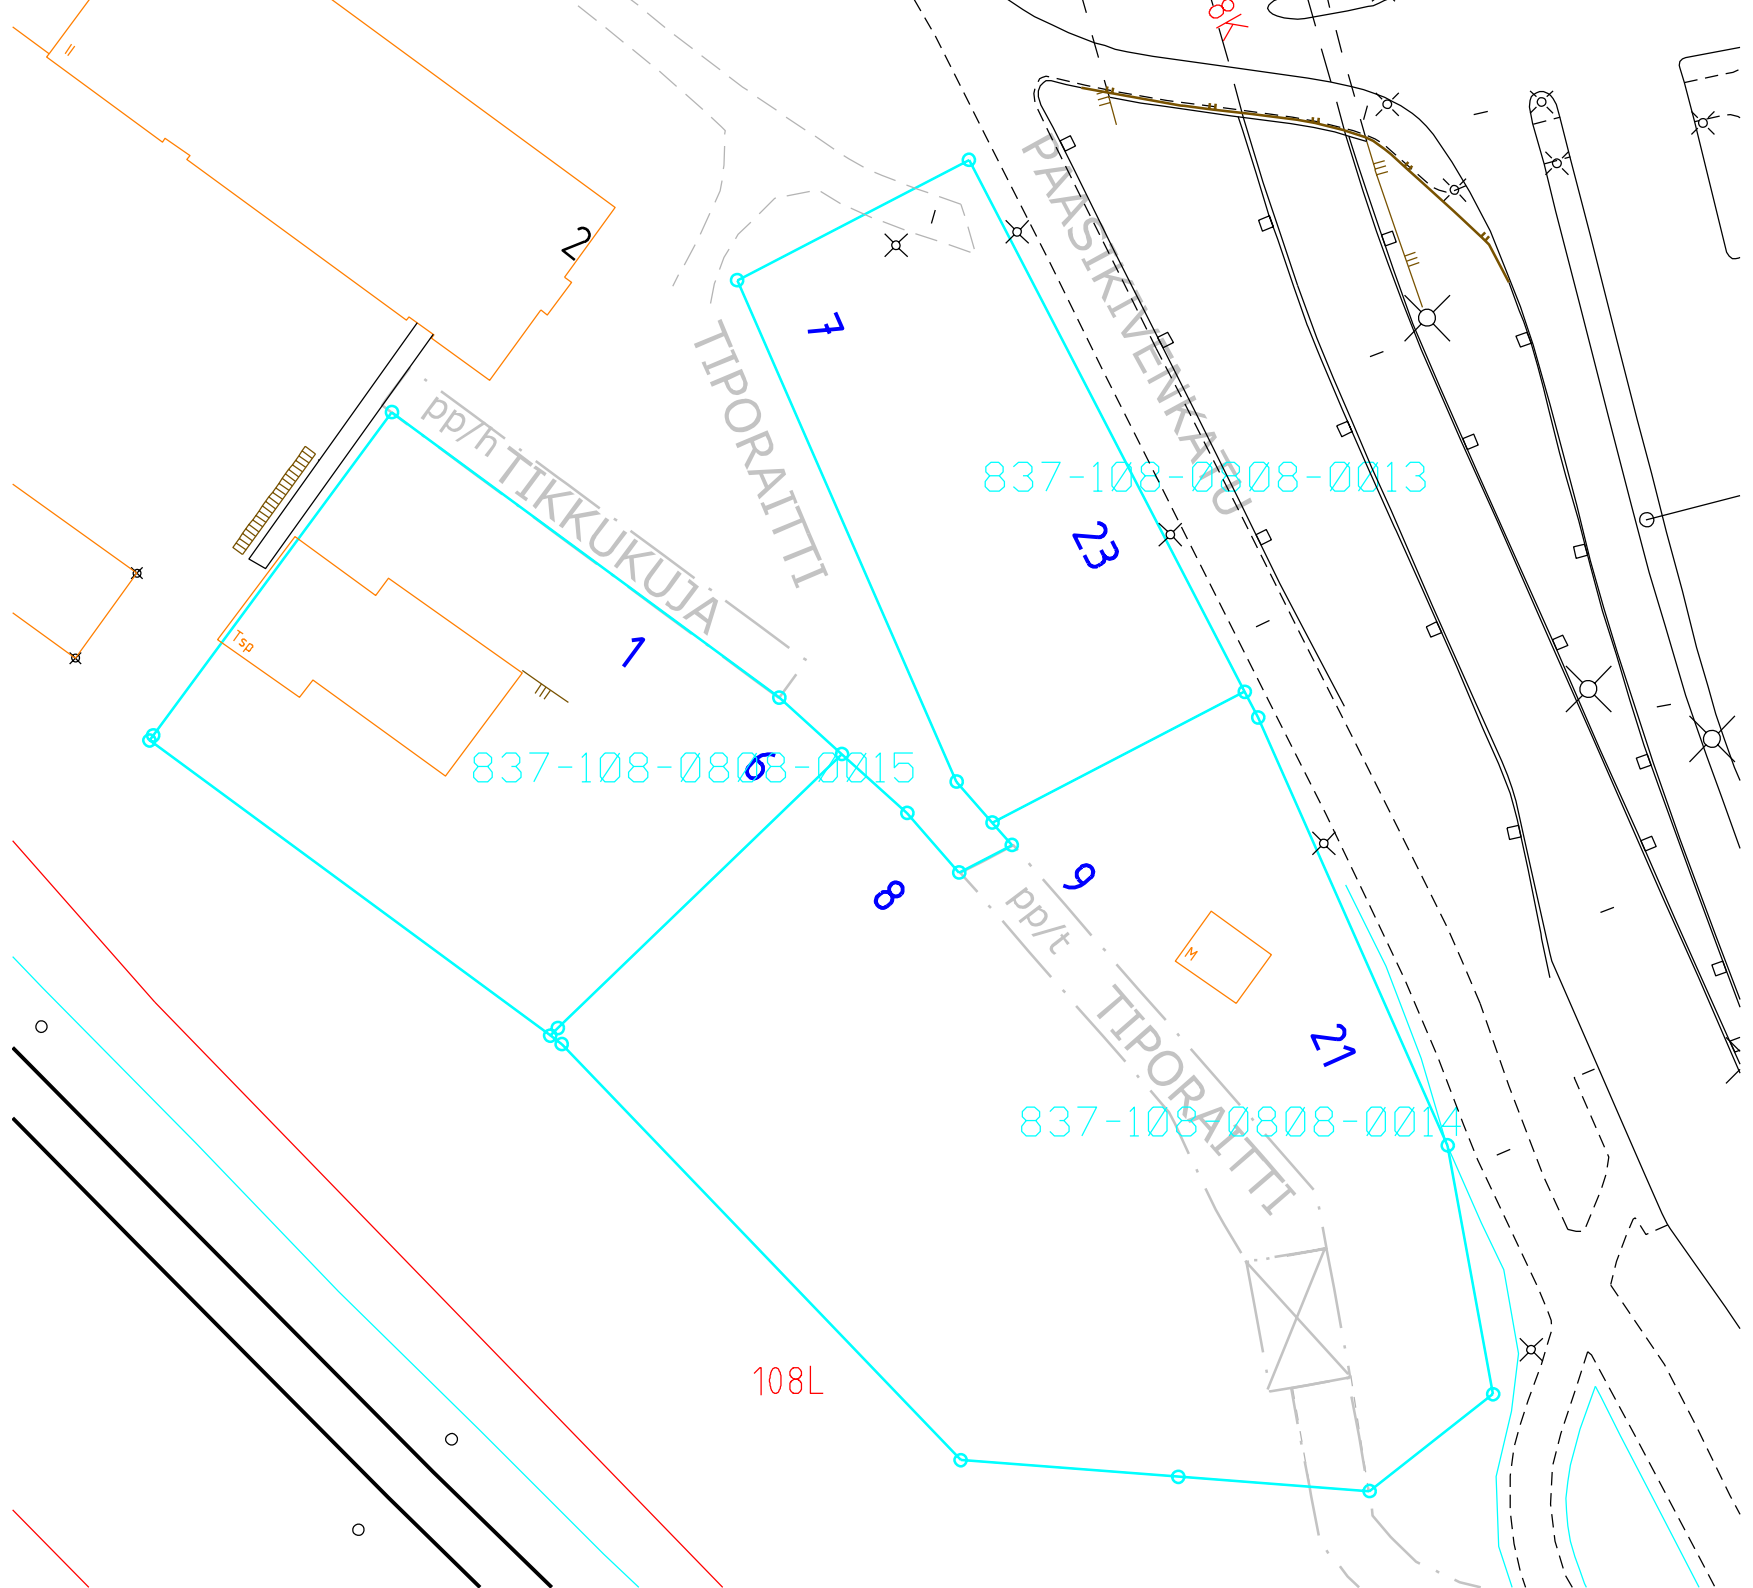 8K
2
PAASIKIVENKATU
7
TIPORAITTI
pp/h TIKKUKUJA
837-108-0808-0013
23
Tsp
1
6
837-108-0808-0015
8
9
pp/t TIPORAITTI
M
21
837-108-0808-0014
108L